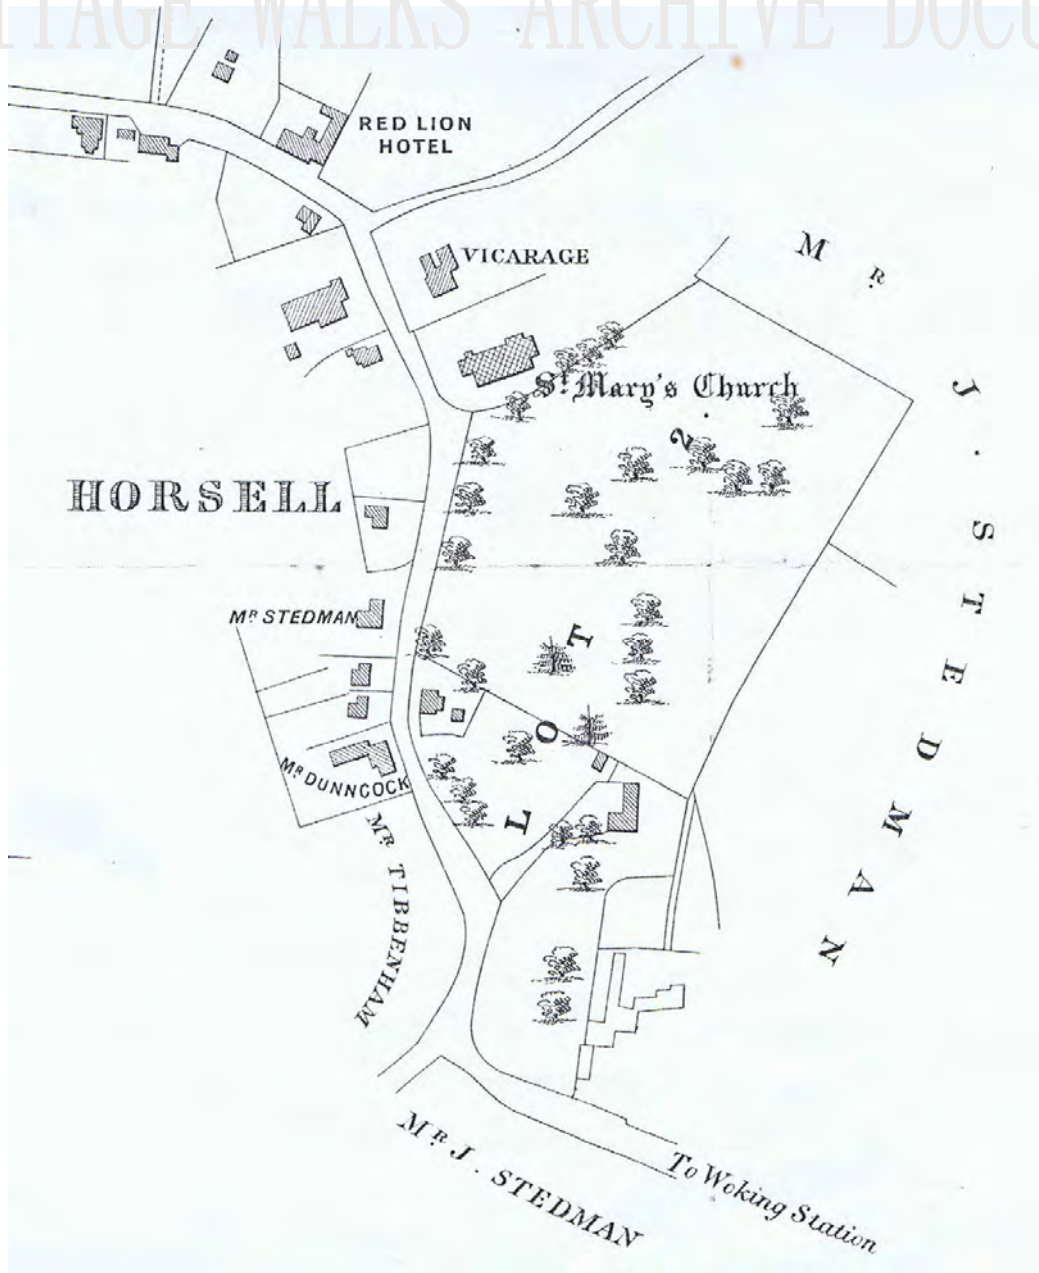 ITAGE WALKS ARCHIVE DOCU
RED LION
HOTEL
VICARAGE
MR J. STEDMAN
St Mary's Church
HORSELL
LOT 2.
MR STEDMAN
MR DUNNCOCK
MR TIBBENHAM
MR J. STEDMAN
To Woking Station